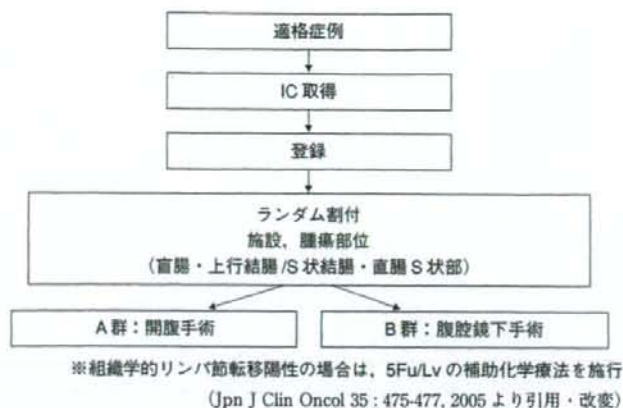 適格症例
IC 取得
登録
ランダム割付
施設，腫瘍部位
（盲腸・上行結腸 /S 状結腸・直腸 S 状部）
A 群：開腹手術
B 群：腹腔鏡下手術
※組織学的リンパ節転移陽性の場合は，5Fu/Lv の補助化学療法を施行
(Jpn J Clin Oncol 35 : 475-477, 2005 より引用・改変)